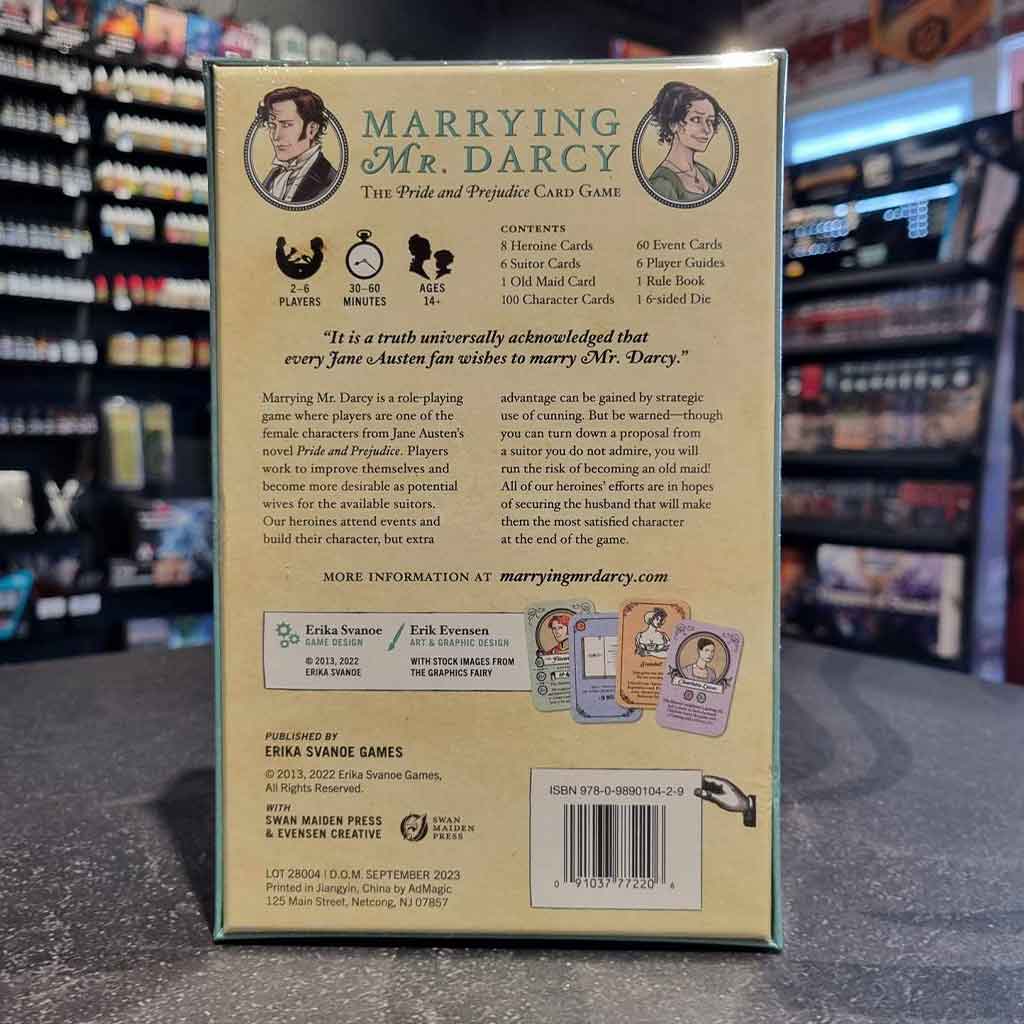 MARRYING
MR. DARCY
THE Pride and Prejudice CARD GAME
2–6
PLAYERS
30–60
MINUTES
AGES
14+
CONTENTS
8 Heroine Cards
6 Suitor Cards
1 Old Maid Card
100 Character Cards
60 Event Cards
6 Player Guides
1 Rule Book
1 6-sided Die
“It is a truth universally acknowledged that
every Jane Austen fan wishes to marry Mr. Darcy.”
Marrying Mr. Darcy is a role-playing
game where players are one of the
female characters from Jane Austen’s
novel Pride and Prejudice. Players
work to improve themselves and
become more desirable as potential
wives for the available suitors.
Our heroines attend events and
build their character, but extra
advantage can be gained by strategic
use of cunning. But be warned—though
you can turn down a proposal from
a suitor you do not admire, you will
run the risk of becoming an old maid!
All of our heroines’ efforts are in hopes
of securing the husband that will make
them the most satisfied character
at the end of the game.
MORE INFORMATION AT marryingmrdarcy.com
Erika Svanoe
GAME DESIGN
© 2013, 2022
ERIKA SVANOE
Erik Evensen
ART & GRAPHIC DESIGN
WITH STOCK IMAGES FROM
THE GRAPHICS FAIRY
Scandal!
Charlotte Lucas
PUBLISHED BY
ERIKA SVANOE GAMES
© 2013, 2022 Erika Svanoe Games,
All Rights Reserved.
WITH
SWAN MAIDEN PRESS
& EVENSEN CREATIVE
SWAN
MAIDEN
PRESS
LOT 28004 | D.O.M. SEPTEMBER 2023
Printed in Jiangyin, China by AdMagic
125 Main Street, Netcong, NJ 07857
ISBN 978-0-9890104-2-9
0 91037 77220 6